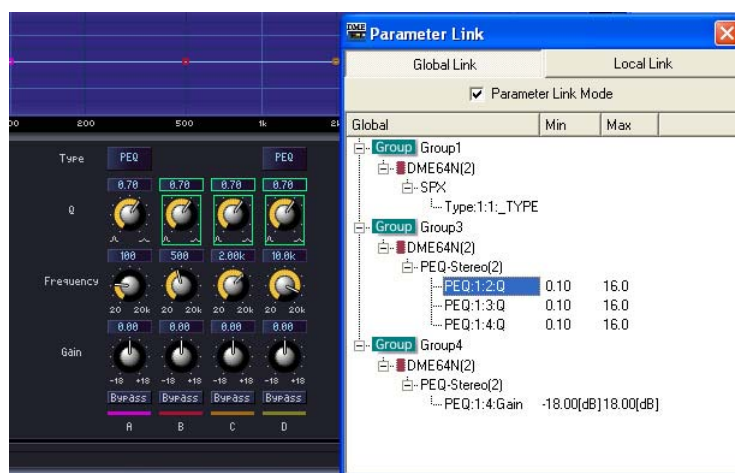 DME
Parameter Link
Global Link Local Link
Parameter Link Mode
Global Min Max
Group Group1
DME64N(2)
SPX
Type:1:1:_TYPE
Group Group3
DME64N(2)
PEQ-Stereo(2)
PEQ:1:2:Q 0.10 16.0
PEQ:1:3:Q 0.10 16.0
PEQ:1:4:Q 0.10 16.0
Group Group4
DME64N(2)
PEQ-Stereo(2)
PEQ:1:4:Gain -18.00[dB] 18.00[dB]
200 500 1k
Type PEQ PEQ
0.70 0.70 0.70 0.70
Q
100 500 2.00k 10.0k
Frequency
20 20k 20 20k 20 20k 20 20k
0.00 0.00 0.00 0.00
Gain
-18 +18 -18 +18 -18 +18 -18 +18
Bypass Bypass Bypass Bypass
A B C D